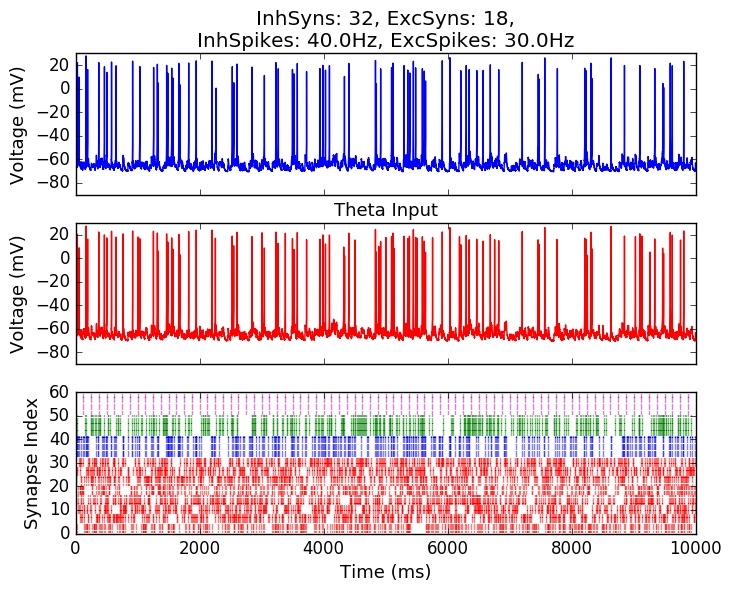 InhSyns: 32, ExcSyns: 18,
InhSpikes: 40.0Hz, ExcSpikes: 30.0Hz
Voltage (mV)
20
0
−20
−40
−60
−80
Theta Input
Voltage (mV)
20
0
−20
−40
−60
−80
Synapse Index
60
50
40
30
20
10
0
0 2000 4000 6000 8000 10000
Time (ms)